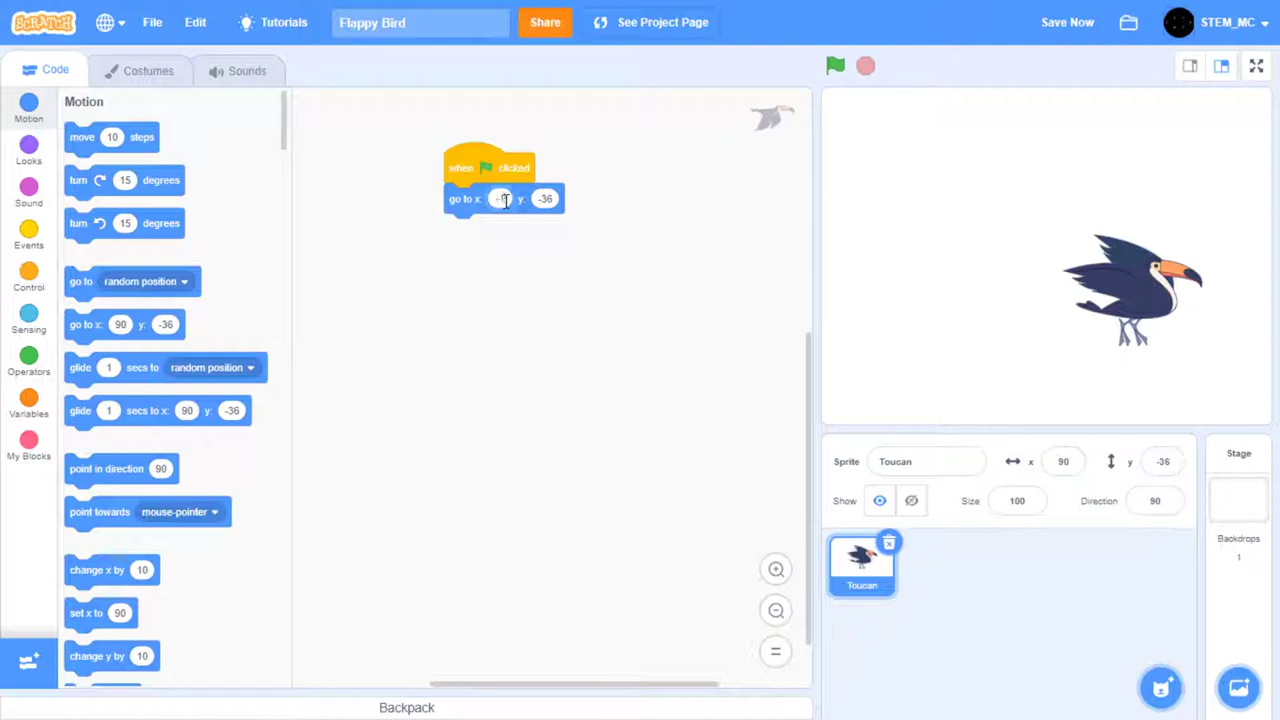 SCRATCH File Edit Tutorials Flappy Bird Share See Project Page Save Now STEM_MC
Code Costumes Sounds
Motion
Looks
Sound
Events
Control
Sensing
Operators
Variables
My Blocks
Motion
move 10 steps
turn 15 degrees
turn 15 degrees
go to random position
go to x: 90 y: -36
glide 1 secs to random position
glide 1 secs to x: 90 y: -36
point in direction 90
point towards mouse-pointer
change x by 10
set x to 90
change y by 10
when clicked
go to x: y: -36
Sprite Toucan x 90 y -36
Show Size 100 Direction 90
Toucan
Stage
Backdrops
1
Backpack